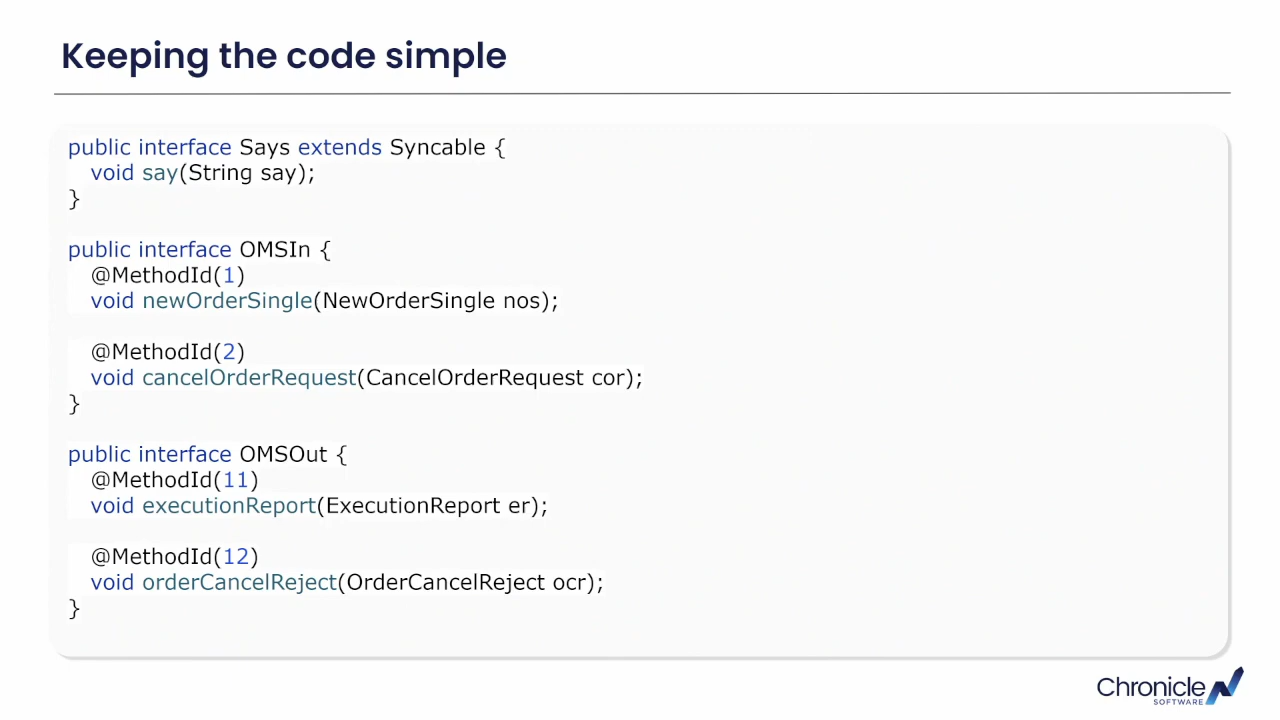 Keeping the code simple
public interface Says extends Syncable {
void say(String say);
}
public interface OMSIn {
@MethodId(1)
void newOrderSingle(NewOrderSingle nos);
@MethodId(2)
void cancelOrderRequest(CancelOrderRequest cor);
}
public interface OMSOut {
@MethodId(11)
void executionReport(ExecutionReport er);
@MethodId(12)
void orderCancelReject(OrderCancelReject ocr);
}
Chronicle
SOFTWARE